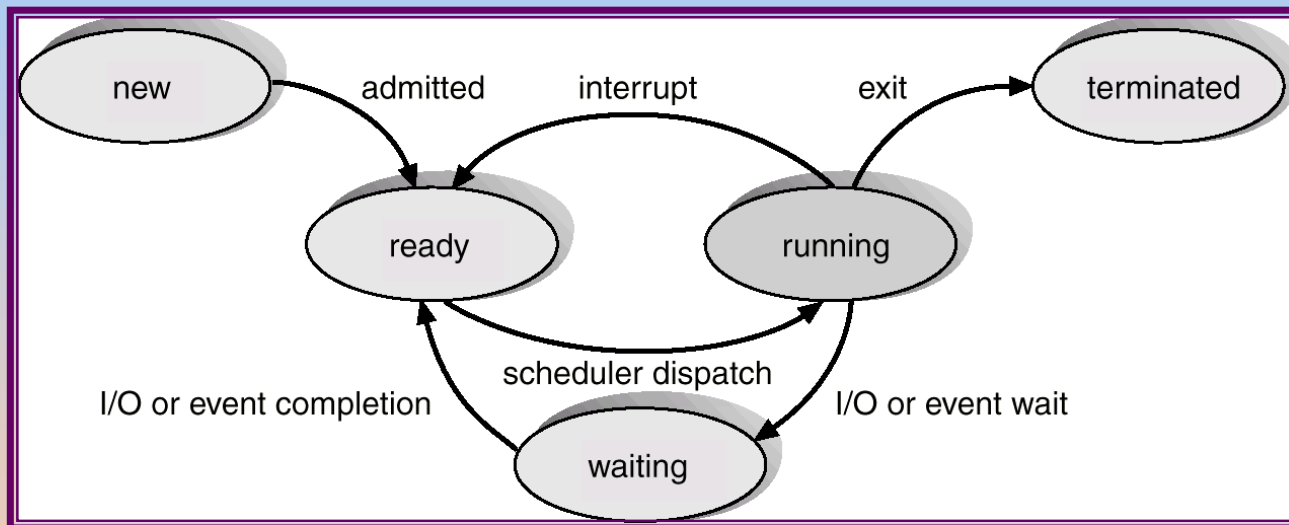 new
admitted
interrupt
exit
terminated
ready
running
scheduler dispatch
I/O or event completion
I/O or event wait
waiting